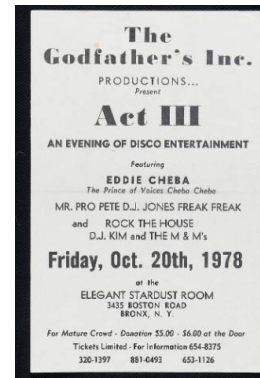 The
Godfather's Inc.
PRODUCTIONS...
Present
Act III
AN EVENING OF DISCO ENTERTAINMENT
Featuring
EDDIE CHEBA
The Prince of Voices Cheba Cheba
MR. PRO PETE D.J. JONES FREAK FREAK
and ROCK THE HOUSE
D.J. KIM and THE M & M's
Friday, Oct. 20th, 1978
at the
ELEGANT STARDUST ROOM
3435 BOSTON ROAD
BRONX, N. Y.
For Mature Crowd - Donation $5.00 - $6.00 at the Door
Tickets Limited - For Information 654-8375
320-1397 881-0493 653-1126